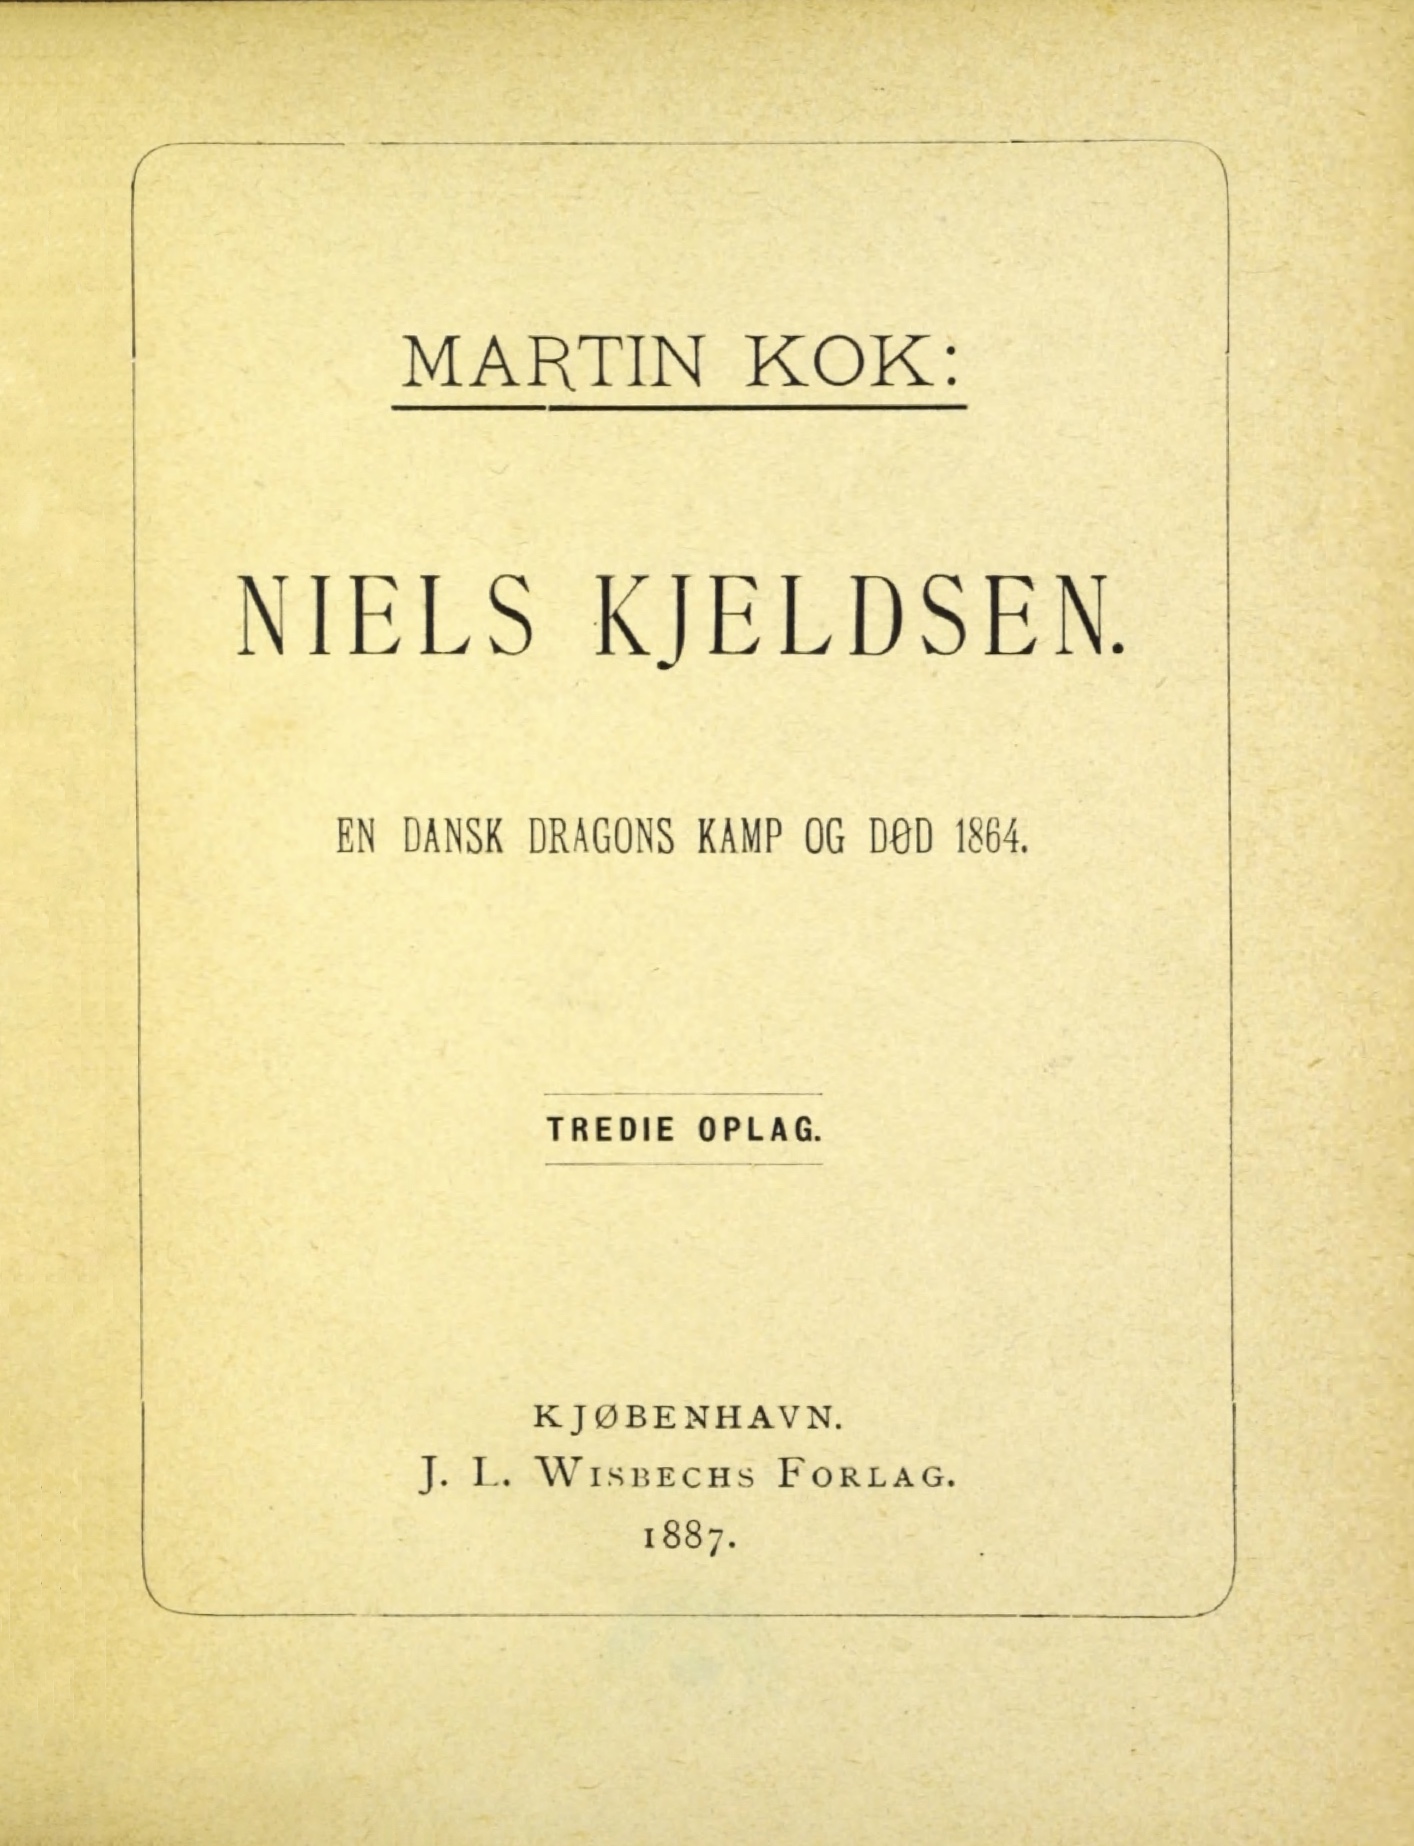 MARTIN KOK:
NIELS KJELDSEN.
EN DANSK DRAGONS KAMP OG DØD 1864.
TREDIE OPLAG.
KJØBENHAVN.
J. L. WISBECHS FORLAG.
1887.